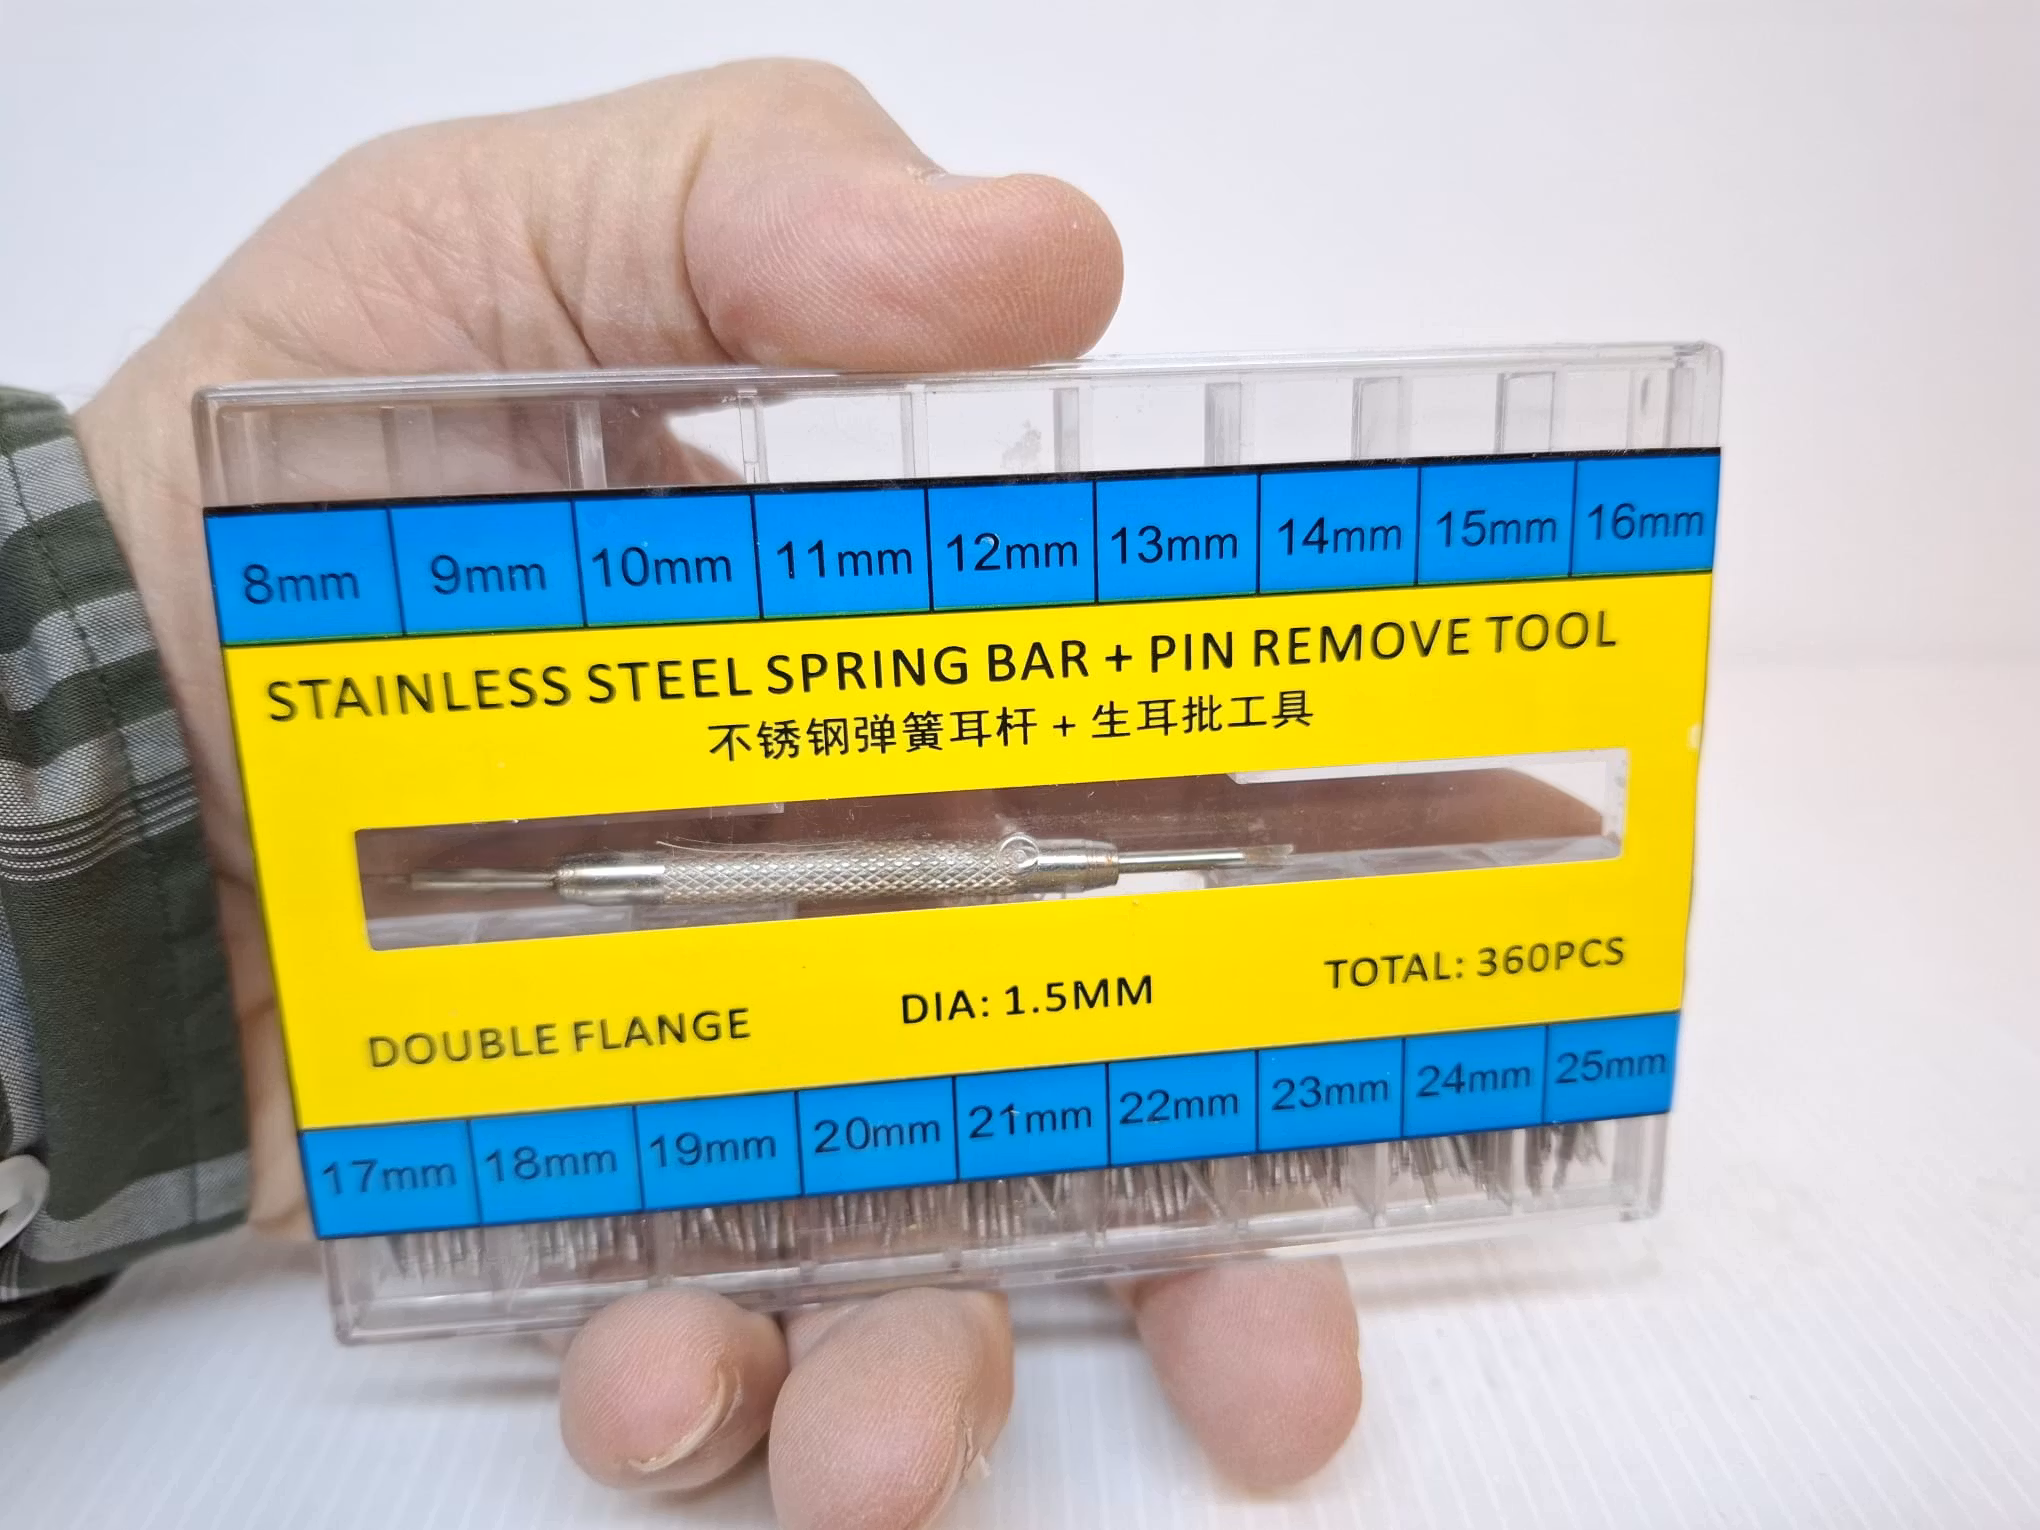 8mm 9mm 10mm 11mm 12mm 13mm 14mm 15mm 16mm
STAINLESS STEEL SPRING BAR + PIN REMOVE TOOL
不锈钢弹簧耳杆 + 生耳批工具
DOUBLE FLANGE DIA: 1.5MM TOTAL: 360PCS
17mm 18mm 19mm 20mm 21mm 22mm 23mm 24mm 25mm